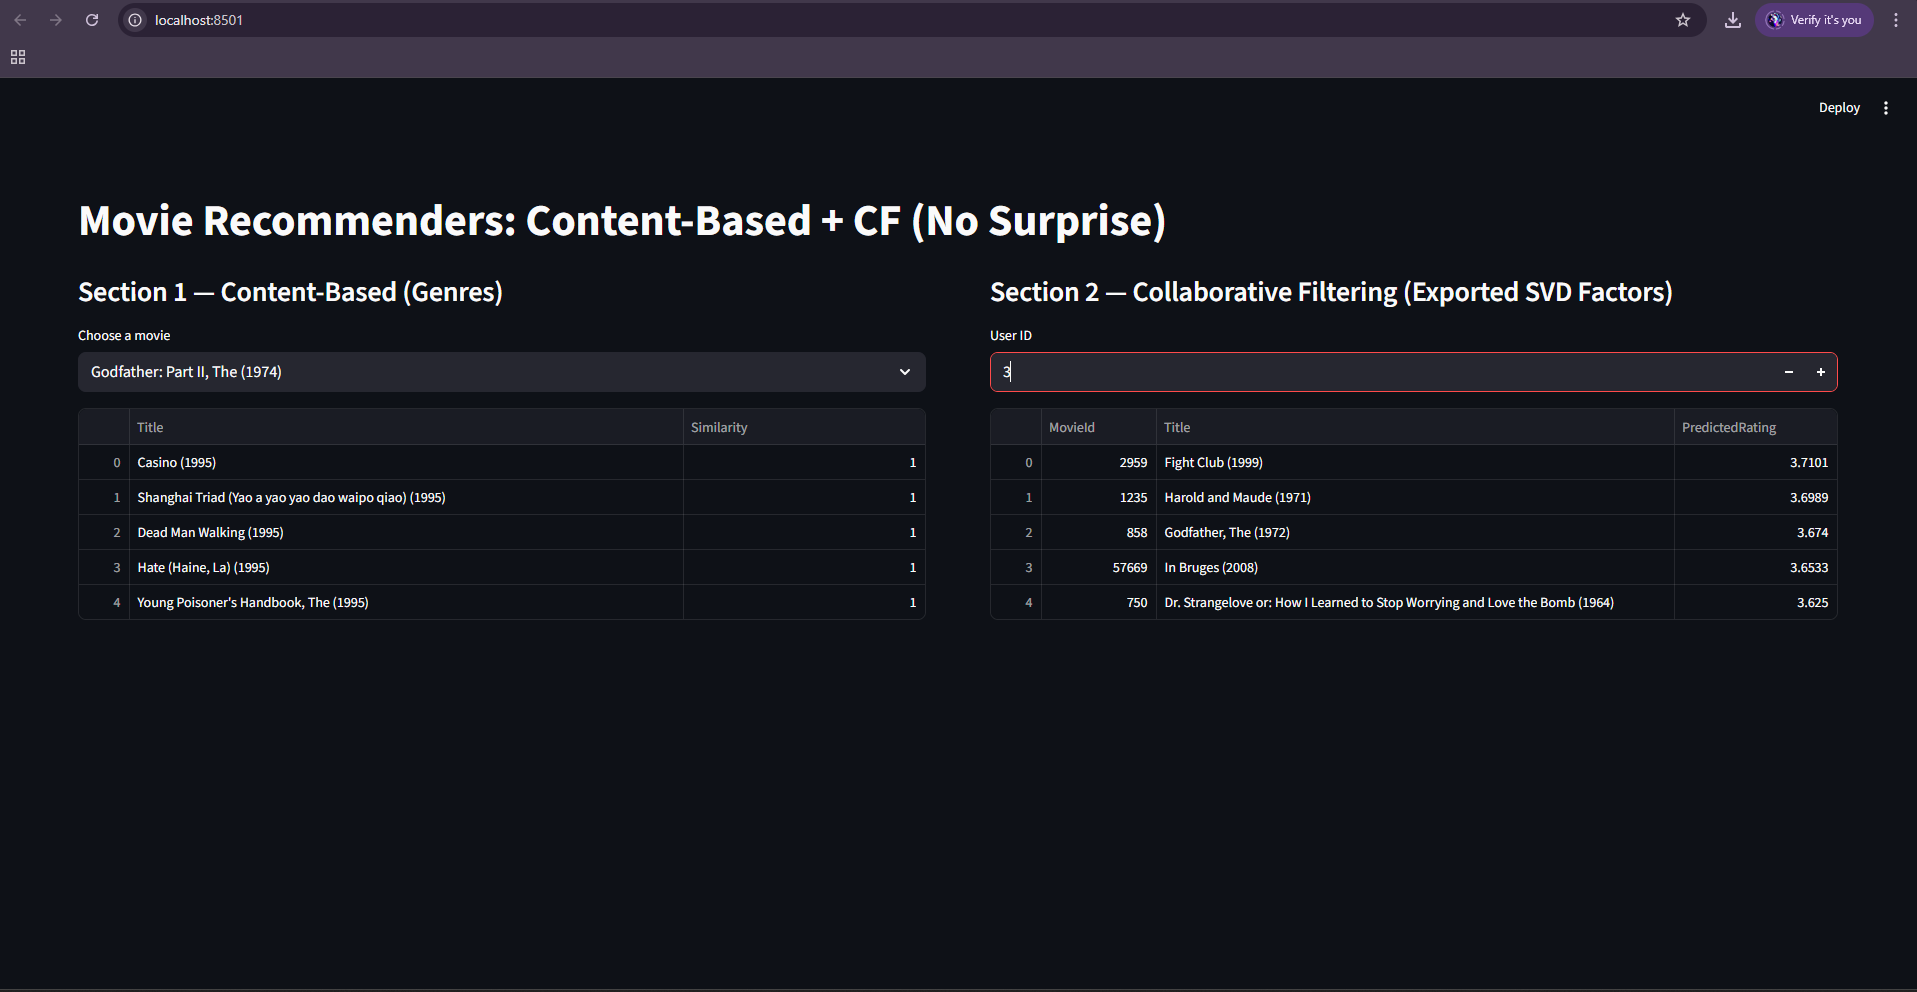 localhost:8501
Verify it's you
Deploy
Movie Recommenders: Content-Based + CF (No Surprise)
Section 1 — Content-Based (Genres)
Choose a movie
Godfather: Part II, The (1974)
Title Similarity
0 Casino (1995) 1
1 Shanghai Triad (Yao a yao yao dao waipo qiao) (1995) 1
2 Dead Man Walking (1995) 1
3 Hate (Haine, La) (1995) 1
4 Young Poisoner's Handbook, The (1995) 1
Section 2 — Collaborative Filtering (Exported SVD Factors)
User ID
3
MovieId Title PredictedRating
0 2959 Fight Club (1999) 3.7101
1 1235 Harold and Maude (1971) 3.6989
2 858 Godfather, The (1972) 3.674
3 57669 In Bruges (2008) 3.6533
4 750 Dr. Strangelove or: How I Learned to Stop Worrying and Love the Bomb (1964) 3.625